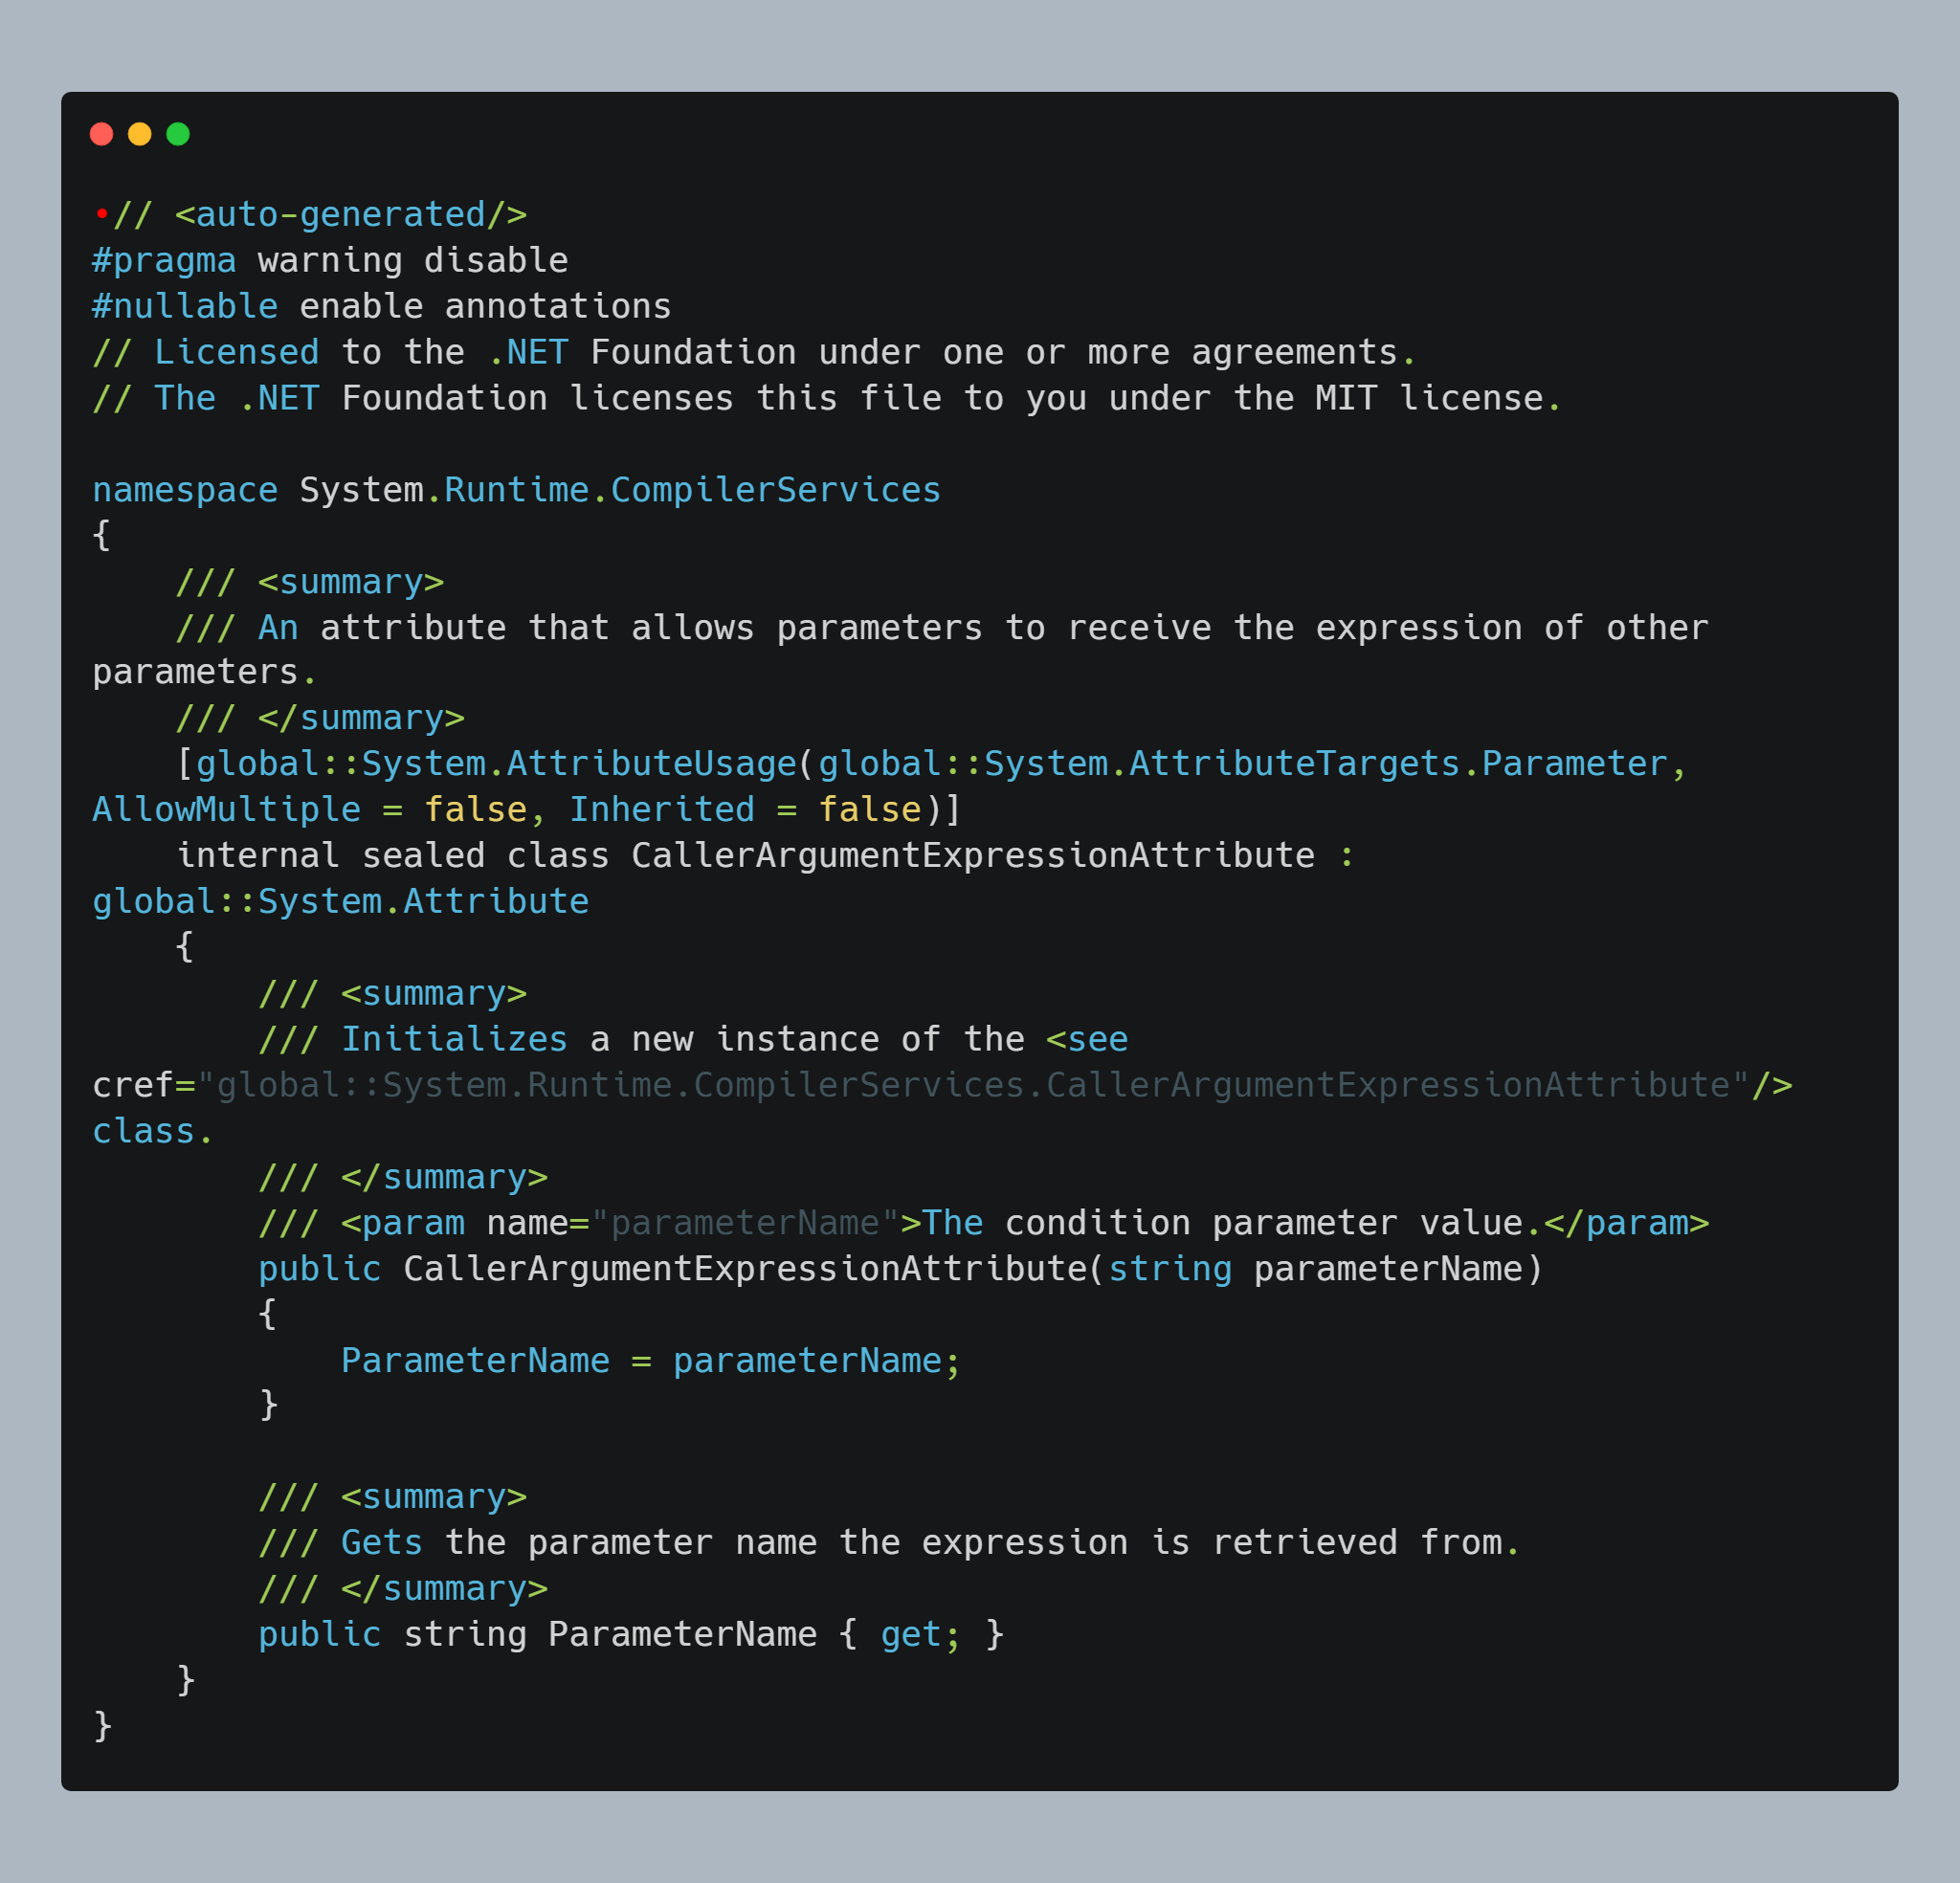 •// <auto-generated/>
#pragma warning disable
#nullable enable annotations
// Licensed to the .NET Foundation under one or more agreements.
// The .NET Foundation licenses this file to you under the MIT license.

namespace System.Runtime.CompilerServices
{
    /// <summary>
    /// An attribute that allows parameters to receive the expression of other
parameters.
    /// </summary>
    [global::System.AttributeUsage(global::System.AttributeTargets.Parameter,
AllowMultiple = false, Inherited = false)]
    internal sealed class CallerArgumentExpressionAttribute :
global::System.Attribute
    {
        /// <summary>
        /// Initializes a new instance of the <see
cref="global::System.Runtime.CompilerServices.CallerArgumentExpressionAttribute"/>
class.
        /// </summary>
        /// <param name="parameterName">The condition parameter value.</param>
        public CallerArgumentExpressionAttribute(string parameterName)
        {
            ParameterName = parameterName;
        }

        /// <summary>
        /// Gets the parameter name the expression is retrieved from.
        /// </summary>
        public string ParameterName { get; }
    }
}